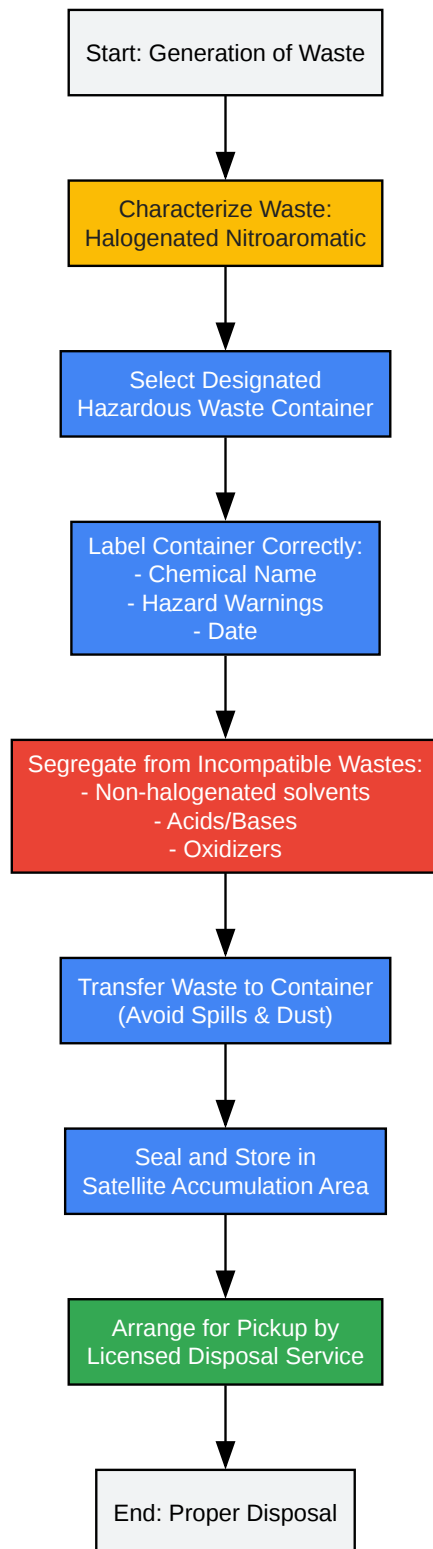 Start: Generation of Waste
Characterize Waste:
Halogenated Nitroaromatic
Select Designated
Hazardous Waste Container
Label Container Correctly:
- Chemical Name
- Hazard Warnings
- Date
Segregate from Incompatible Wastes:
- Non-halogenated solvents
- Acids/Bases
- Oxidizers
Transfer Waste to Container
(Avoid Spills & Dust)
Seal and Store in
Satellite Accumulation Area
Arrange for Pickup by
Licensed Disposal Service
End: Proper Disposal